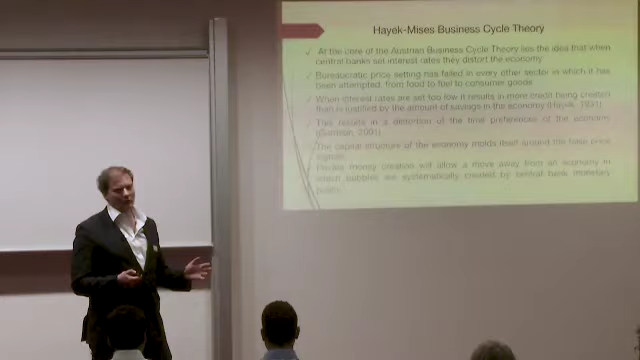 Hayek-Mises Business Cycle Theory
At the core of the Austrian Business Cycle Theory lies the idea that when
central banks set interest rates they distort the economy
Bureaucratic price setting has failed in every other sector in which it has
been attempted, from food to fuel to consumer goods
When interest rates are set too low it results in more credit being created
than is justified by the amount of savings in the economy (Hayek, 1931)
This results in a distortion of the time preferences of the economy
(Garrison, 2001)
The capital structure of the economy molds itself around the false price
signals
money creation will allow a move away from an economy in
which bubbles are systematically created by central bank monetary
policy